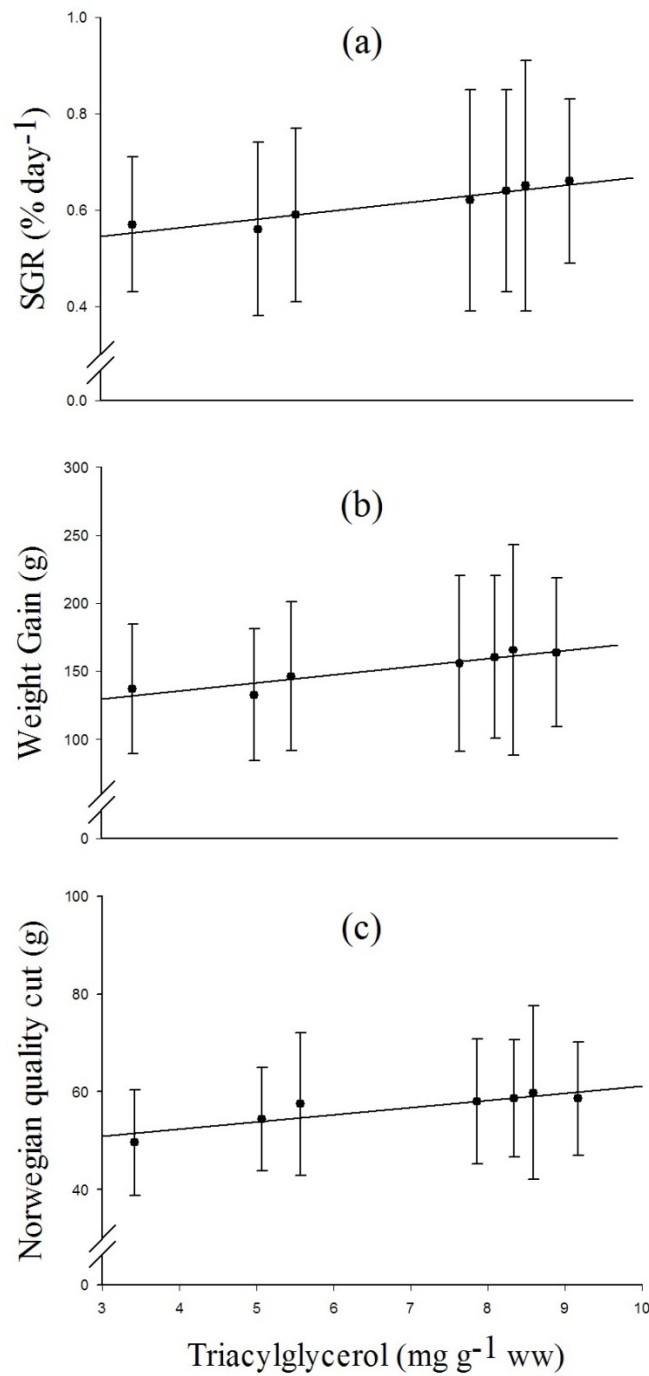 (a)
SGR (% day-1)
1.0
0.8
0.6
0.4
0.0
(b)
Weight Gain (g)
300
250
200
150
100
0
(c)
Norwegian quality cut (g)
100
80
60
40
0
3 4 5 6 7 8 9 10
Triacylglycerol (mg g-1 ww)